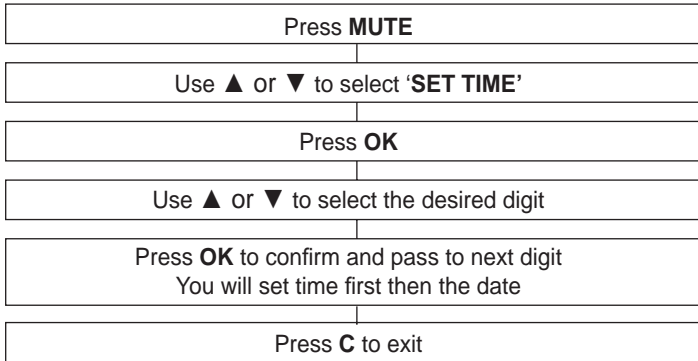 Press MUTE
Use ▲ or ▼ to select ‘SET TIME’
Press OK
Use ▲ or ▼ to select the desired digit
Press OK to confirm and pass to next digit
You will set time first then the date
Press C to exit